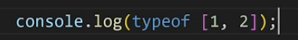 console.log(typeof [1, 2]);